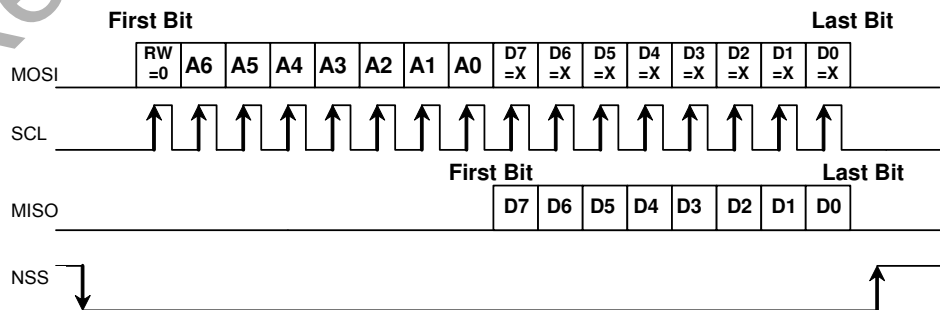 First Bit Last Bit
MOSI RW =0 A6 A5 A4 A3 A2 A1 A0 D7 =X D6 =X D5 =X D4 =X D3 =X D2 =X D1 =X D0 =X
SCL
First Bit Last Bit
MISO D7 D6 D5 D4 D3 D2 D1 D0
NSS